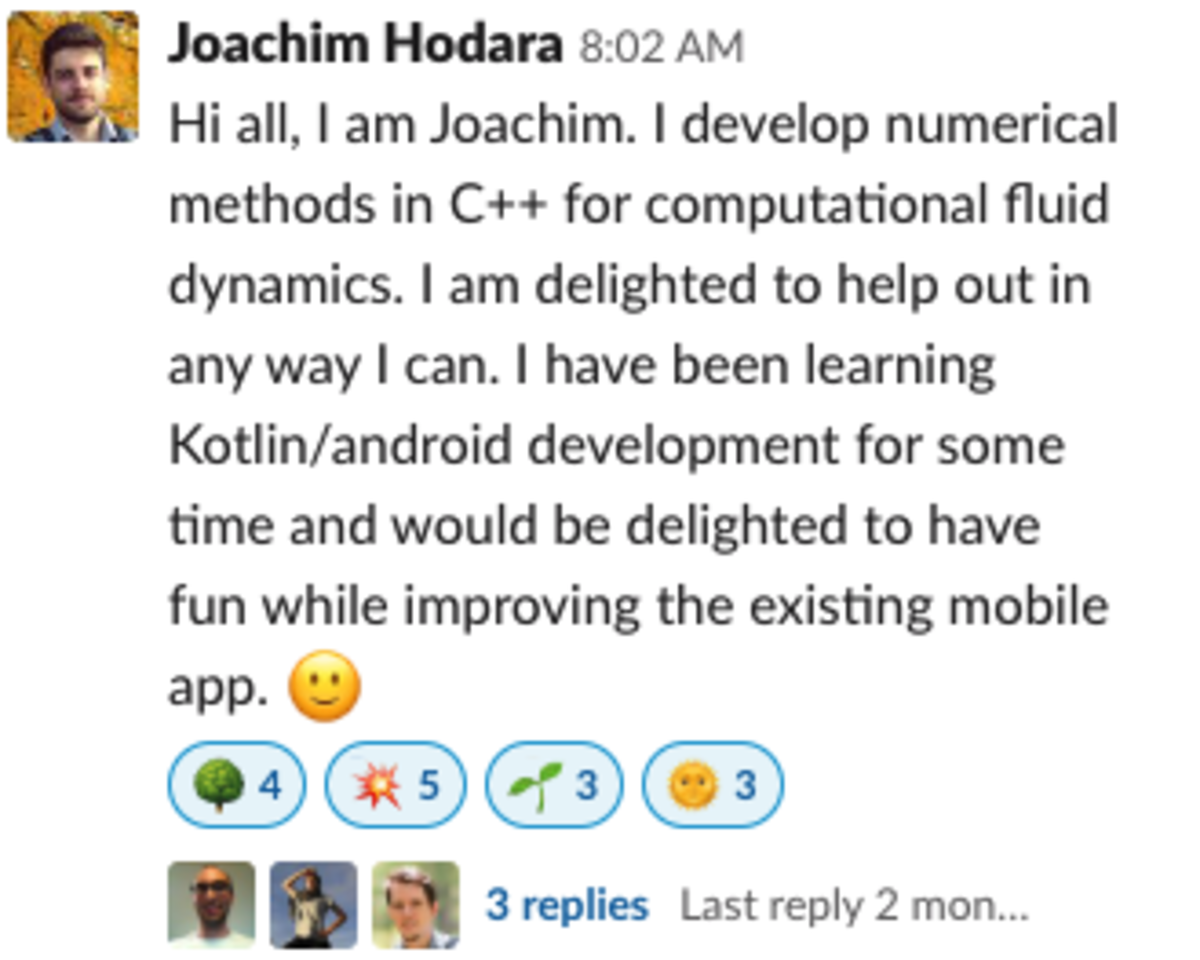 Joachim Hodara 8:02 AM
Hi all, I am Joachim. I develop numerical
methods in C++ for computational fluid
dynamics. I am delighted to help out in
any way I can. I have been learning
Kotlin/android development for some
time and would be delighted to have
fun while improving the existing mobile
app. 🙂
🌳 4 💥 5 🌱 3 🌞 3
3 replies Last reply 2 mon...